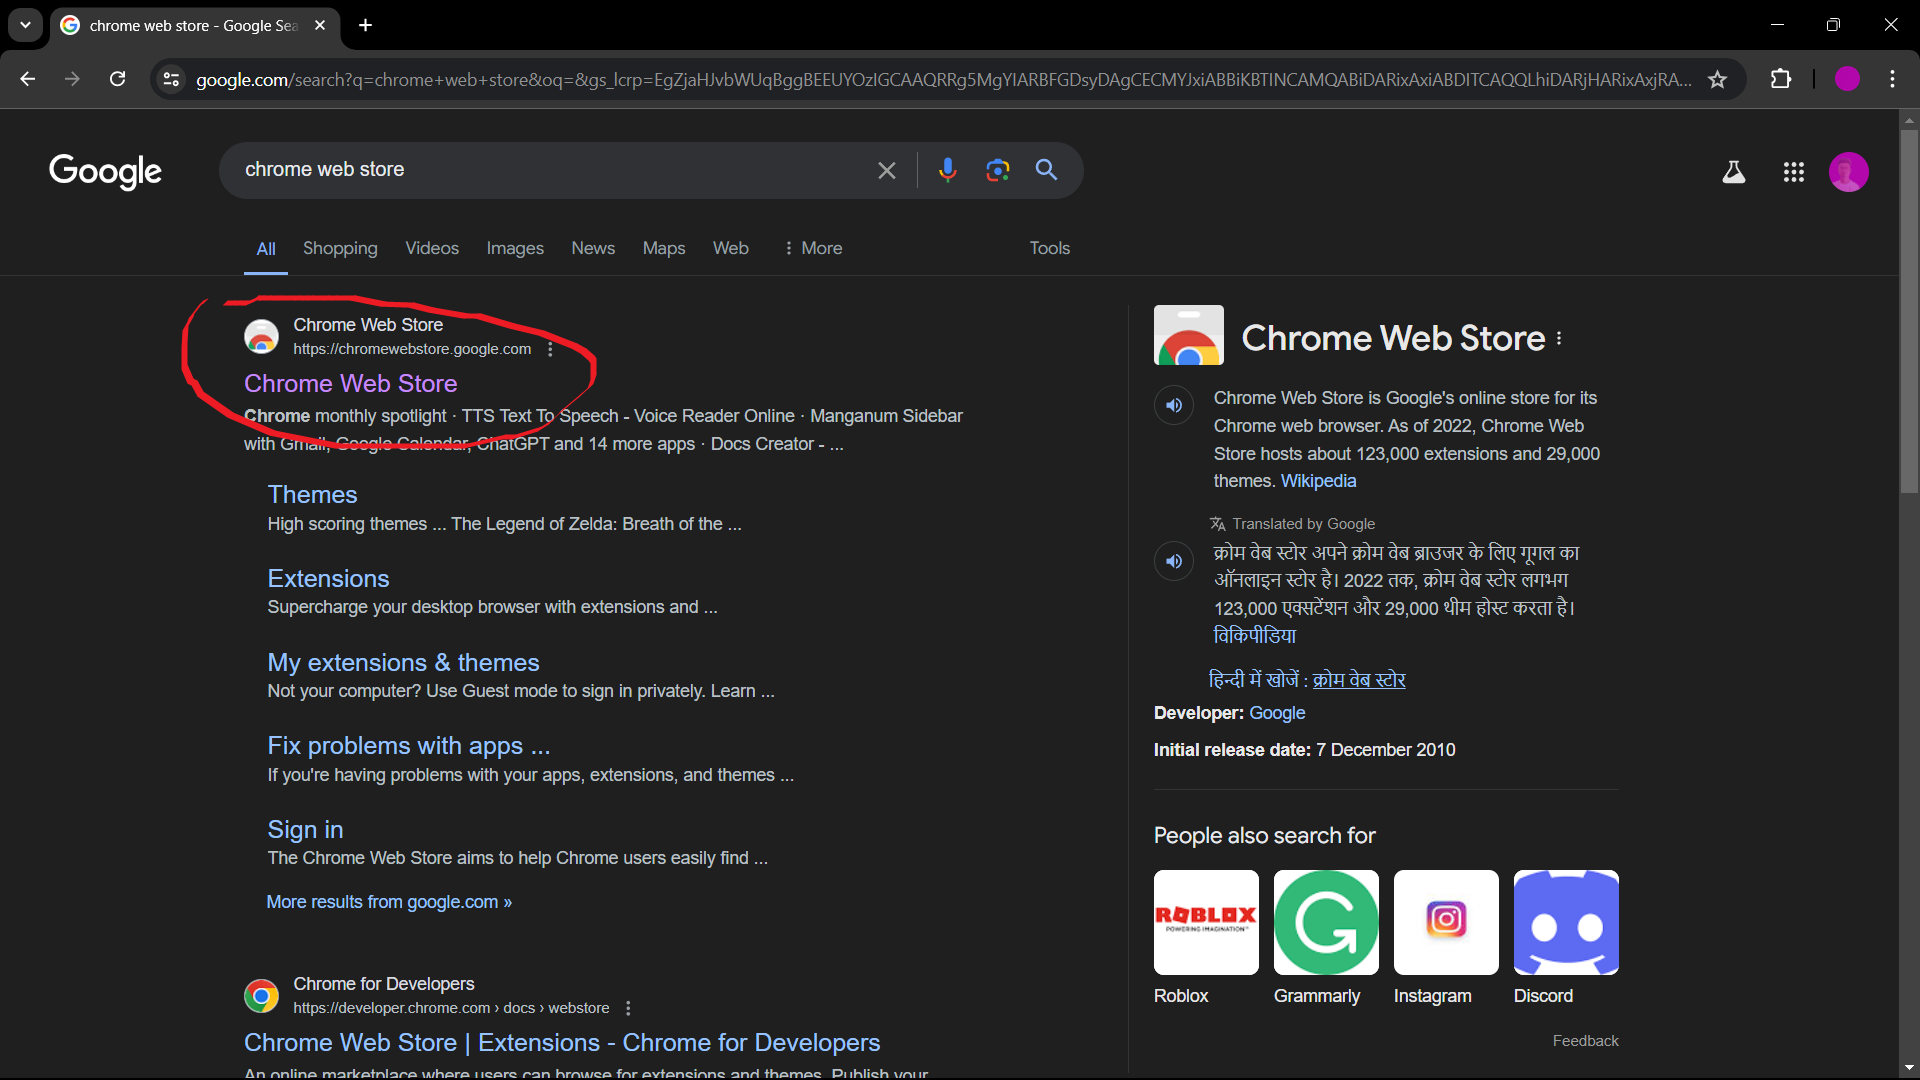 chrome web store - Google Sea
google.com/search?q=chrome+web+store&oq=&gs_lcrp=EgZjaHJvbWUqBggBEEUYOzIGCAAQRRg5MgYIARBFGDsyDAgCECMYJxiABBiKBTINCAMQABiDARixAxiABDITCAQQLhiDARjHARixAxjRA...
Google
chrome web store
All Shopping Videos Images News Maps Web More Tools
Chrome Web Store
https://chromewebstore.google.com
Chrome Web Store
Chrome monthly spotlight · TTS Text To Speech - Voice Reader Online · Manganum Sidebar
with Gmail, Google Calendar, ChatGPT and 14 more apps · Docs Creator - ...
Themes
High scoring themes ... The Legend of Zelda: Breath of the ...
Extensions
Supercharge your desktop browser with extensions and ...
My extensions & themes
Not your computer? Use Guest mode to sign in privately. Learn ...
Fix problems with apps ...
If you're having problems with your apps, extensions, and themes ...
Sign in
The Chrome Web Store aims to help Chrome users easily find ...
More results from google.com »
Chrome for Developers
https://developer.chrome.com › docs › webstore
Chrome Web Store | Extensions - Chrome for Developers
An online marketplace where users can browse for extensions and themes. Publish your
Chrome Web Store
Chrome Web Store is Google's online store for its
Chrome web browser. As of 2022, Chrome Web
Store hosts about 123,000 extensions and 29,000
themes. Wikipedia
Translated by Google
क्रोम वेब स्टोर अपने क्रोम वेब ब्राउजर के लिए गूगल का
ऑनलाइन स्टोर है। 2022 तक, क्रोम वेब स्टोर लगभग
123,000 एक्सटेंशन और 29,000 थीम होस्ट करता है।
विकिपीडिया
हिन्दी में खोजें : क्रोम वेब स्टोर
Developer: Google
Initial release date: 7 December 2010
People also search for
ROBLOX
POWERING IMAGINATION™
Roblox Grammarly Instagram Discord
Feedback